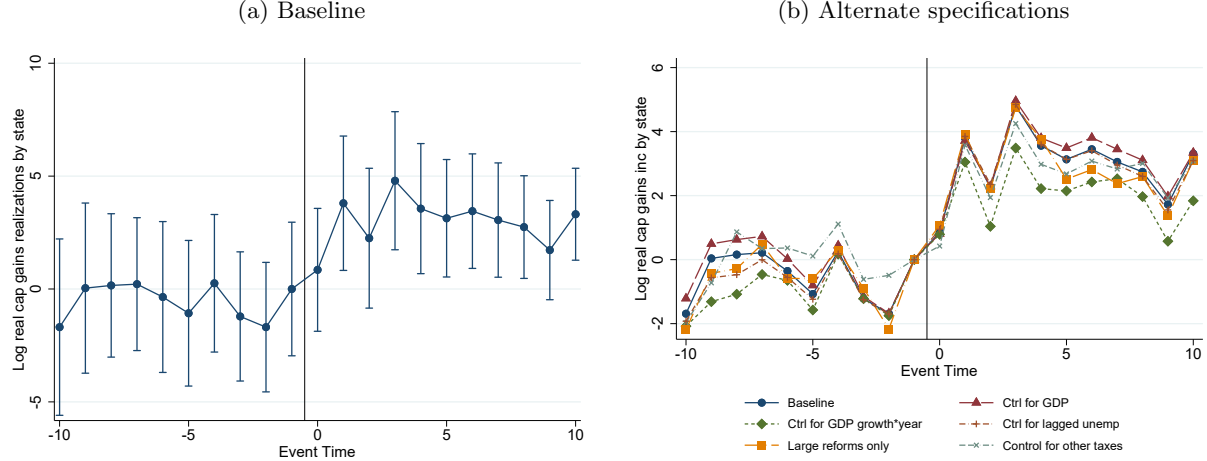 (a) Baseline
Log real cap gains realizations by state
10
5
0
-5
-10 -5 0 5 10
Event Time
(b) Alternate specifications
Log real cap gains inc by state
6
4
2
0
-2
-10 -5 0 5 10
Event Time
Baseline
Ctrl for GDP
Ctrl for GDP growth*year
Ctrl for lagged unemp
Large reforms only
Control for other taxes